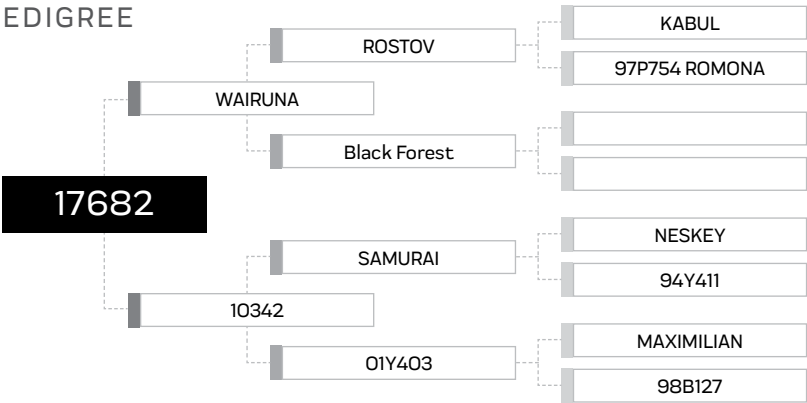 EDIGREE
KABUL
ROSTOV
97P754 ROMONA
WAIRUNA
Black Forest
17682
NESKEY
SAMURAI
94Y411
10342
MAXIMILIAN
01Y403
98B127